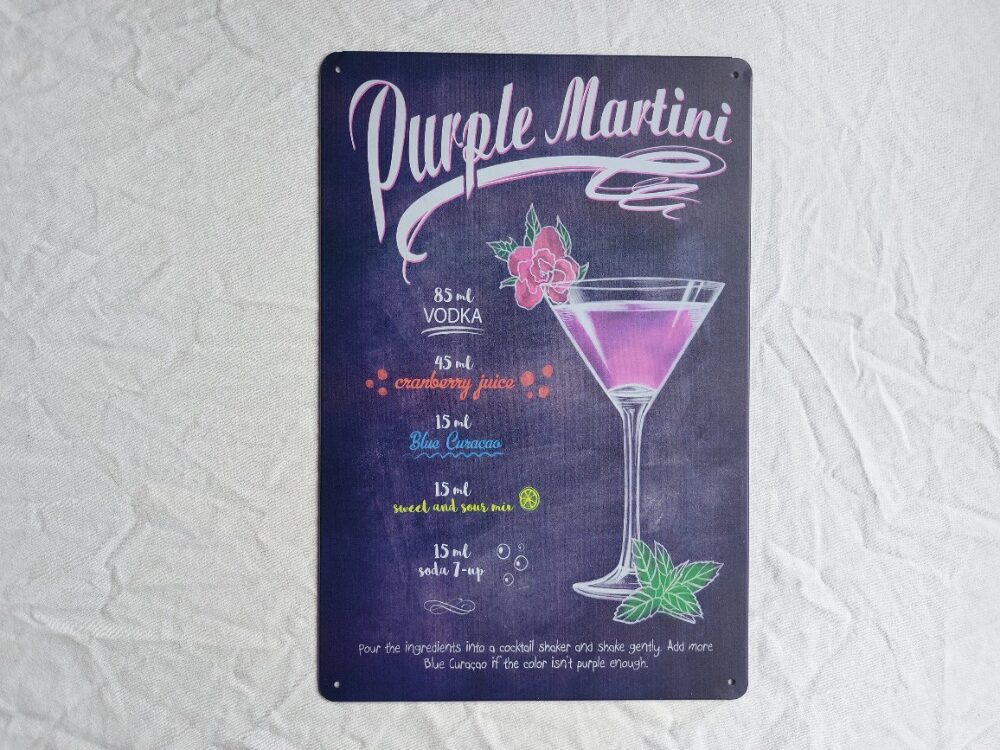 Purple Martini
85 ml
VODKA
45 ml
cranberry juice
15 ml
Blue Curacao
15 ml
sweet and sour mix
15 ml
soda 7-up
Pour the ingredients into a cocktail shaker and shake gently. Add more
Blue Curaçao if the color isn't purple enough.